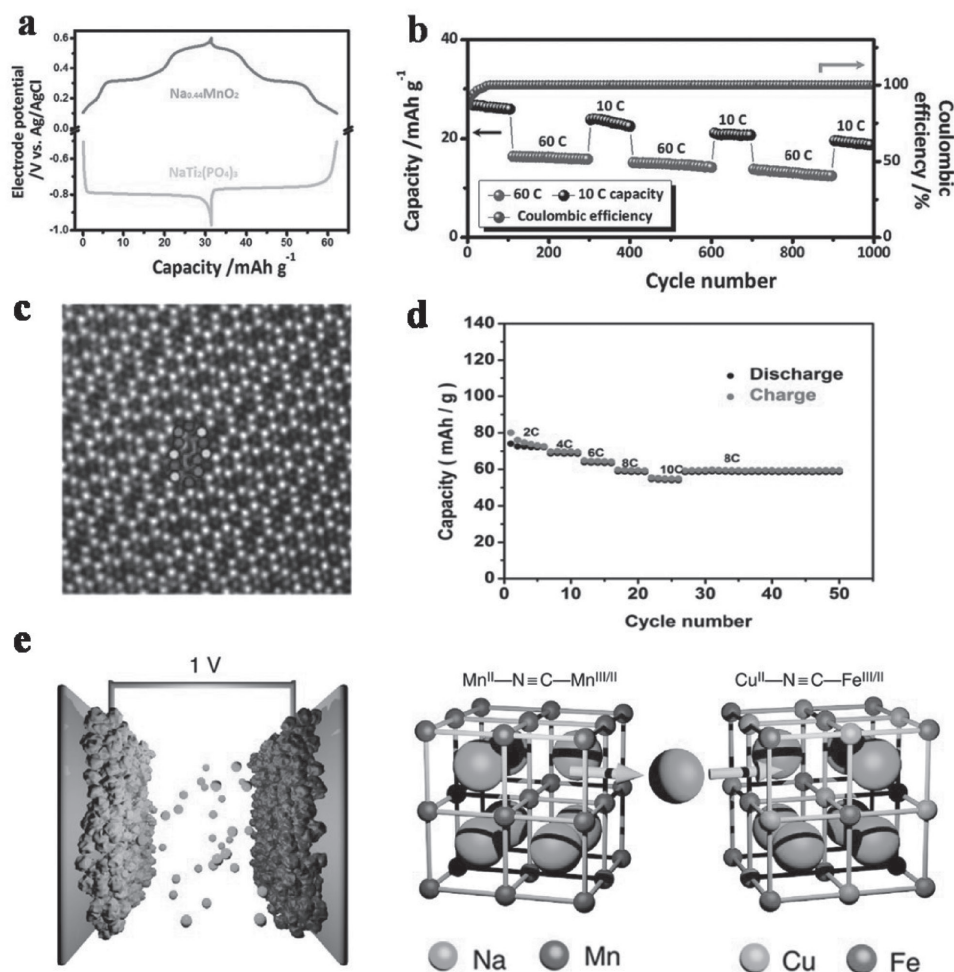 a
Electrode potential
/V vs. Ag/AgCl
0.6
0.4
0.2
0.0
-0.6
-0.8
-1.0
Na₀.₄₄MnO₂
NaTi₂(PO₄)₃
0 10 20 30 40 50 60
Capacity /mAh g⁻¹
b
Capacity /mAh g⁻¹
40
20
0
10 C
10 C
10 C
60 C
60 C
60 C
60 C 10 C capacity
Coulombic efficiency
0 200 400 600 800 1000
Cycle number
100
50
0
Coulombic
efficiency /%
c
d
Capacity ( mAh / g )
140
120
100
80
60
40
20
0
Discharge
Charge
2C
4C
6C
8C
10C
8C
0 10 20 30 40 50
Cycle number
e
1 V
Mnᴵᴵ—N≡C—Mnᴵᴵᴵ/ᴵᴵ
Cuᴵᴵ—N≡C—Feᴵᴵᴵ/ᴵᴵ
Na Mn Cu Fe